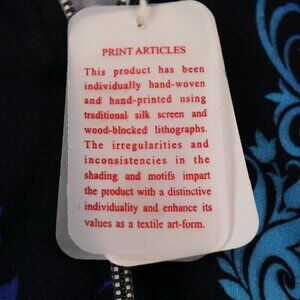 PRINT ARTICLES
This product has been
individually hand-woven
and hand-printed using
traditional silk screen and
wood-blocked lithographs.
The irregularities and
inconsistencies in the
shading and motifs impart
the product with a distinctive
individuality and enhance its
values as a textile art-form.